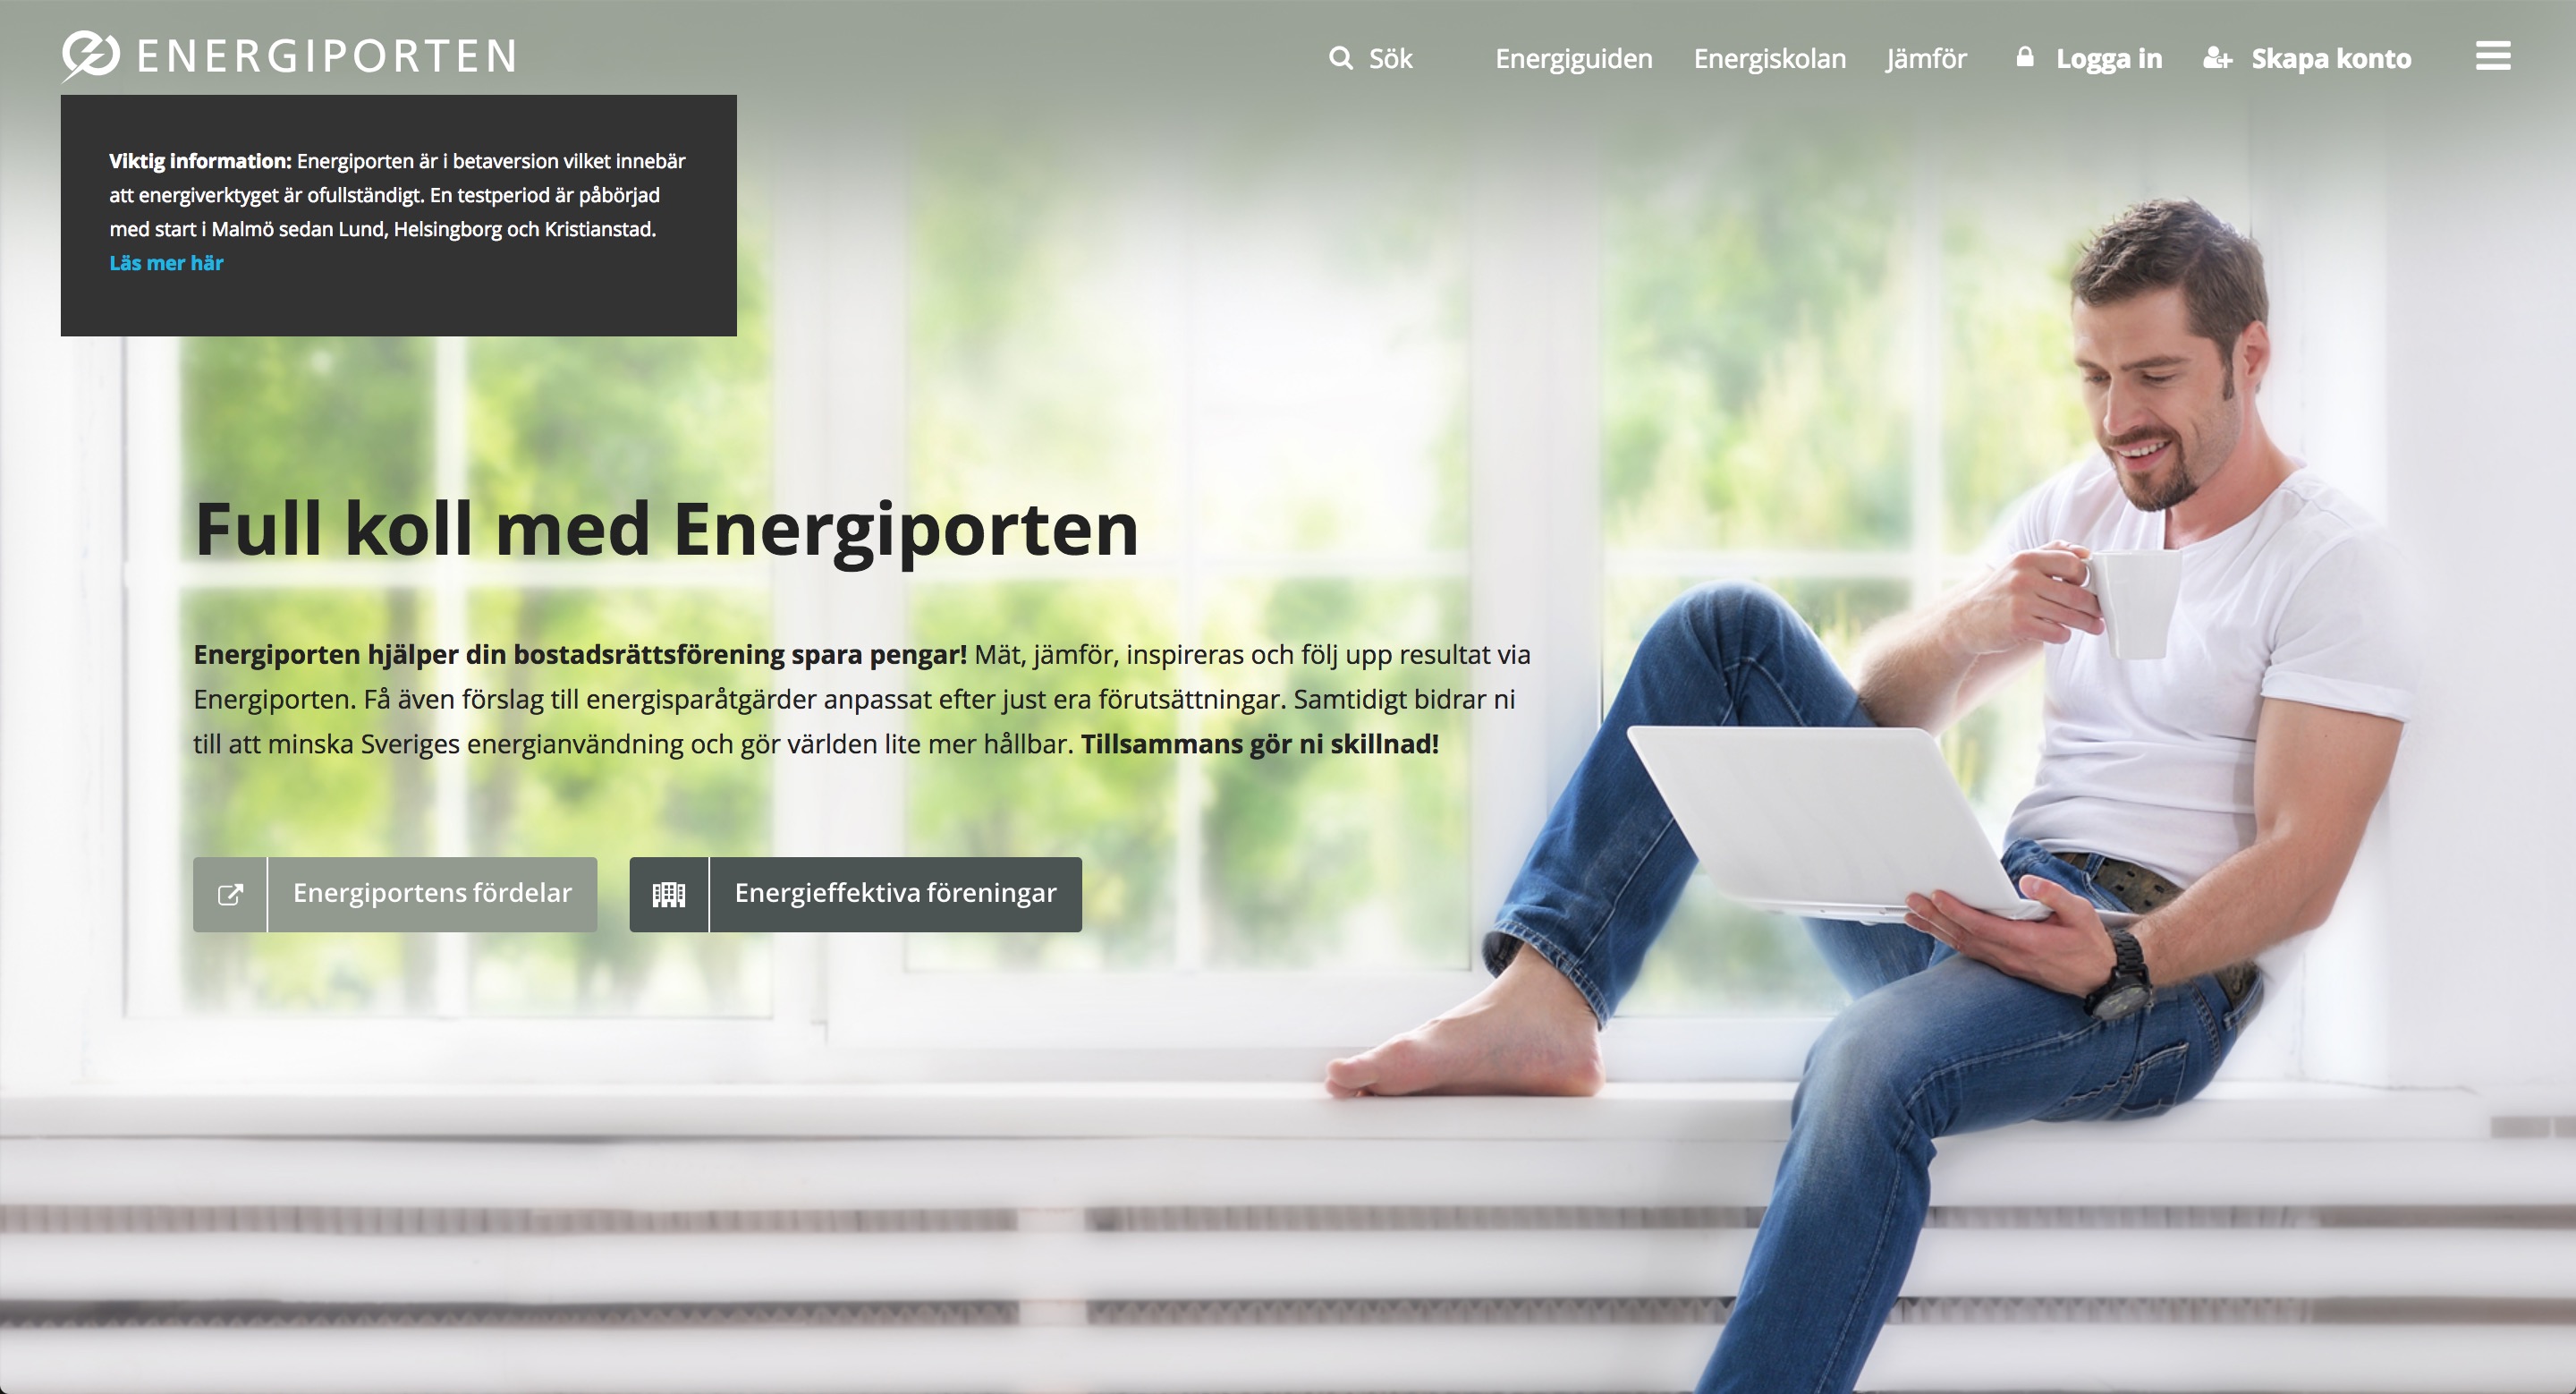 ENERGIPORTEN
Sök
Energiguiden
Energiskolan
Jämför
Logga in
Skapa konto
Viktig information: Energiporten är i betaversion vilket innebär
att energiverktyget är ofullständigt. En testperiod är påbörjad
med start i Malmö sedan Lund, Helsingborg och Kristianstad.
Läs mer här
Full koll med Energiporten
Energiporten hjälper din bostadsrättsförening spara pengar! Mät, jämför, inspireras och följ upp resultat via
Energiporten. Få även förslag till energisparåtgärder anpassat efter just era förutsättningar. Samtidigt bidrar ni
till att minska Sveriges energianvändning och gör världen lite mer hållbar. Tillsammans gör ni skillnad!
Energiportens fördelar
Energieffektiva föreningar